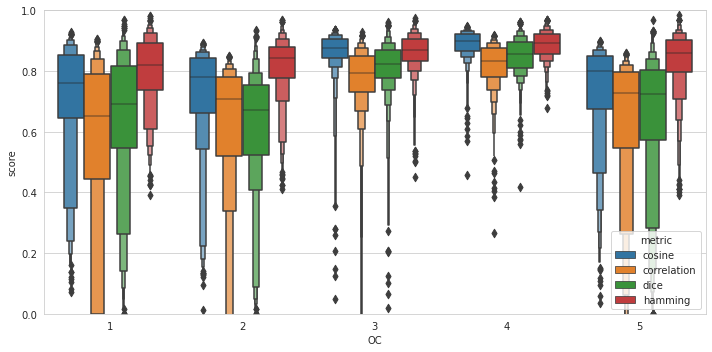 1.0
0.8
0.6
0.4
0.2
0.0
score
1 2 3 4 5
OC
metric
cosine
correlation
dice
hamming